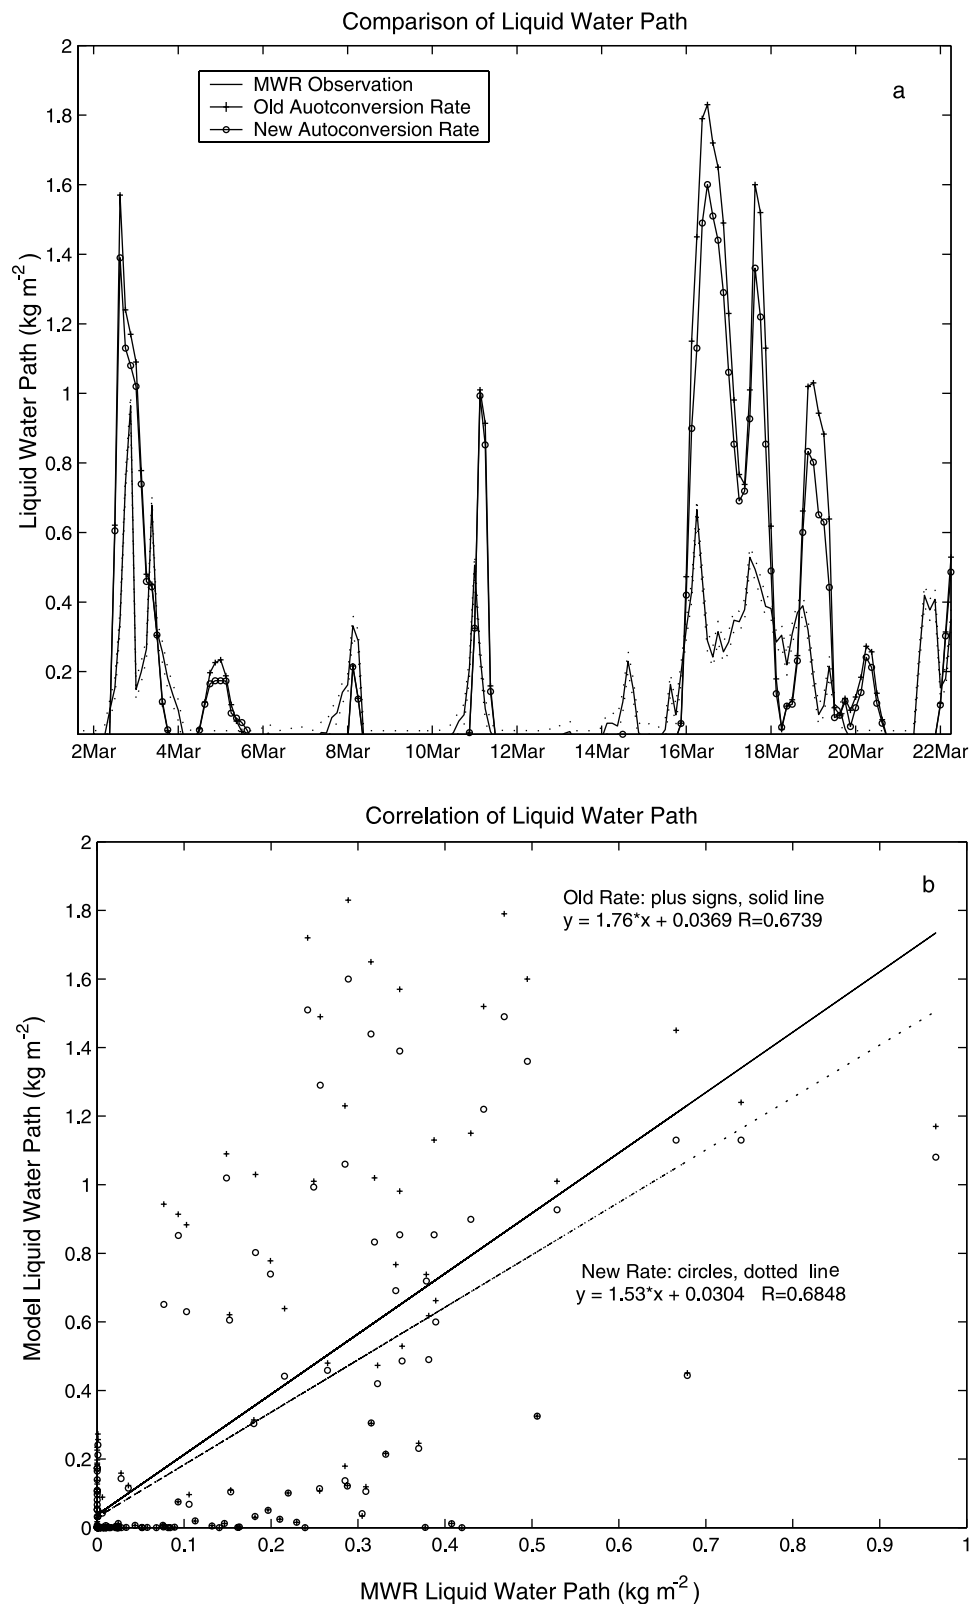 Comparison of Liquid Water Path
2
1.8
1.6
1.4
1.2
1
0.8
0.6
0.4
0.2
Liquid Water Path (kg m-2)
MWR Observation
Old Auotconversion Rate
New Autoconversion Rate
a
2Mar 4Mar 6Mar 8Mar 10Mar 12Mar 14Mar 16Mar 18Mar 20Mar 22Mar
Correlation of Liquid Water Path
2
1.8
1.6
1.4
1.2
1
0.8
0.6
0.4
0.2
0
Model Liquid Water Path (kg m-2)
b
Old Rate: plus signs, solid line
y = 1.76*x + 0.0369 R=0.6739
New Rate: circles, dotted line
y = 1.53*x + 0.0304 R=0.6848
0 0.1 0.2 0.3 0.4 0.5 0.6 0.7 0.8 0.9 1
MWR Liquid Water Path (kg m-2)